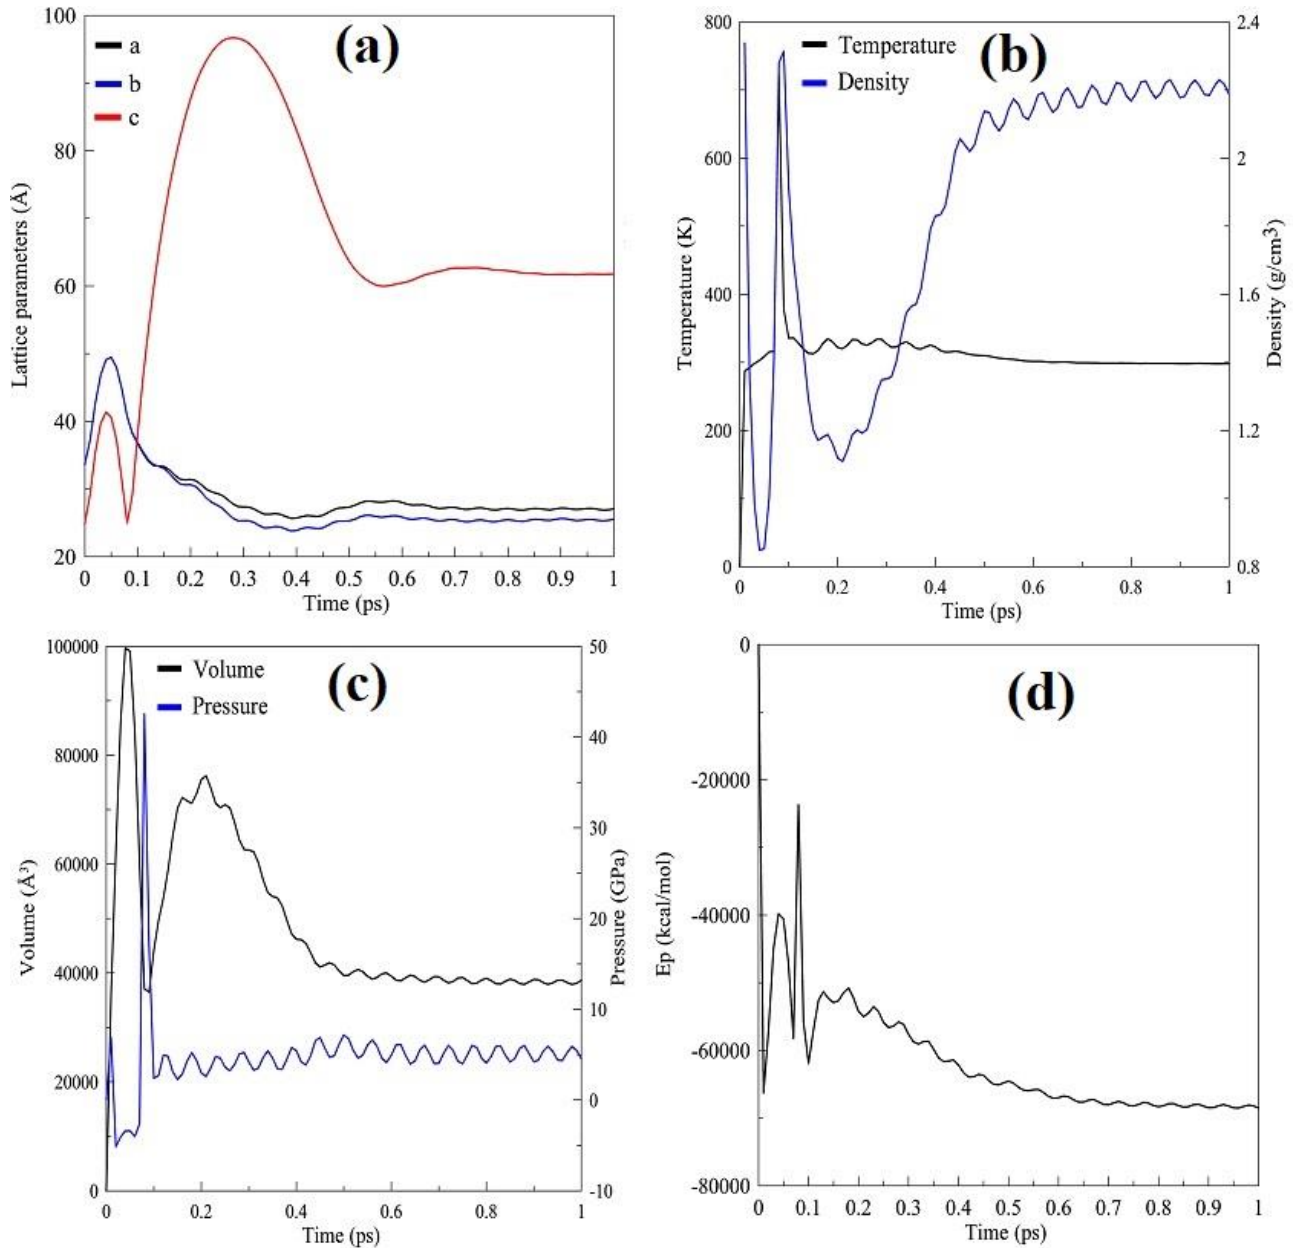 (a)
a
b
c
100
80
60
40
20
Lattice parameters (Å)
0 0.1 0.2 0.3 0.4 0.5 0.6 0.7 0.8 0.9 1
Time (ps)
(b)
Temperature
Density
800
600
400
200
0
Temperature (K)
2.4
2
1.6
1.2
0.8
Density (g/cm³)
0 0.2 0.4 0.6 0.8 1
Time (ps)
(c)
Volume
Pressure
100000
80000
60000
40000
20000
0
Volume (Å³)
50
40
30
20
10
0
-10
Pressure (GPa)
0 0.2 0.4 0.6 0.8 1
Time (ps)
(d)
0
-20000
-40000
-60000
-80000
Ep (kcal/mol)
0 0.1 0.2 0.3 0.4 0.5 0.6 0.7 0.8 0.9 1
Time (ps)